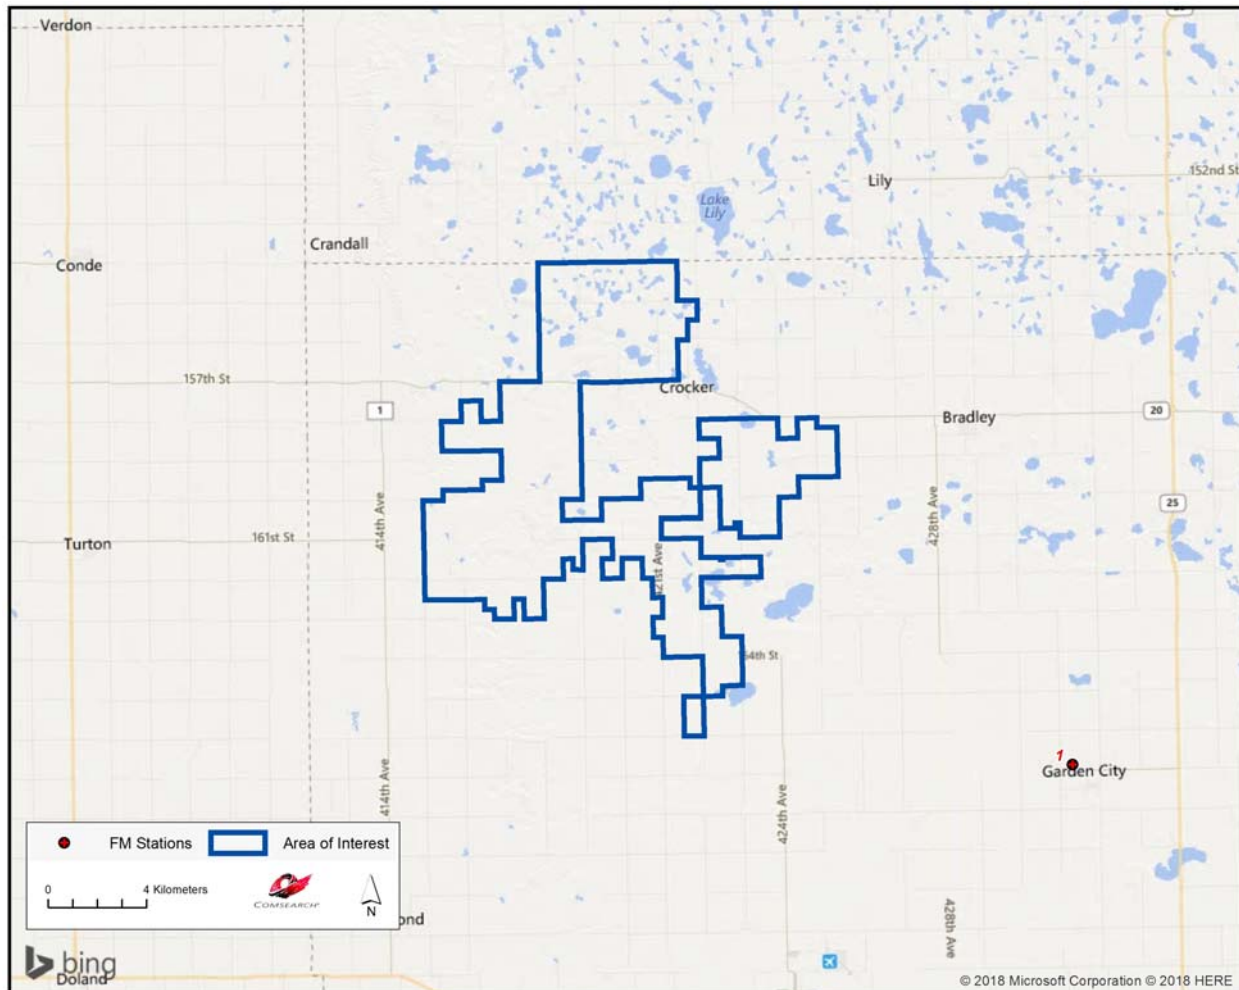 Verdon
152nd St
Lily
Lake
Lily
Crandall
Conde
157th St
Crocker
1
20
Bradley
25
414th Ave
428th Ave
161st St
Turton
421st Ave
164th St
1
Garden City
414th Ave
424th Ave
FM Stations
Area of Interest
0
4 Kilometers
COMSEARCH
N
ond
428th Ave
bing
Doland
© 2018 Microsoft Corporation © 2018 HERE